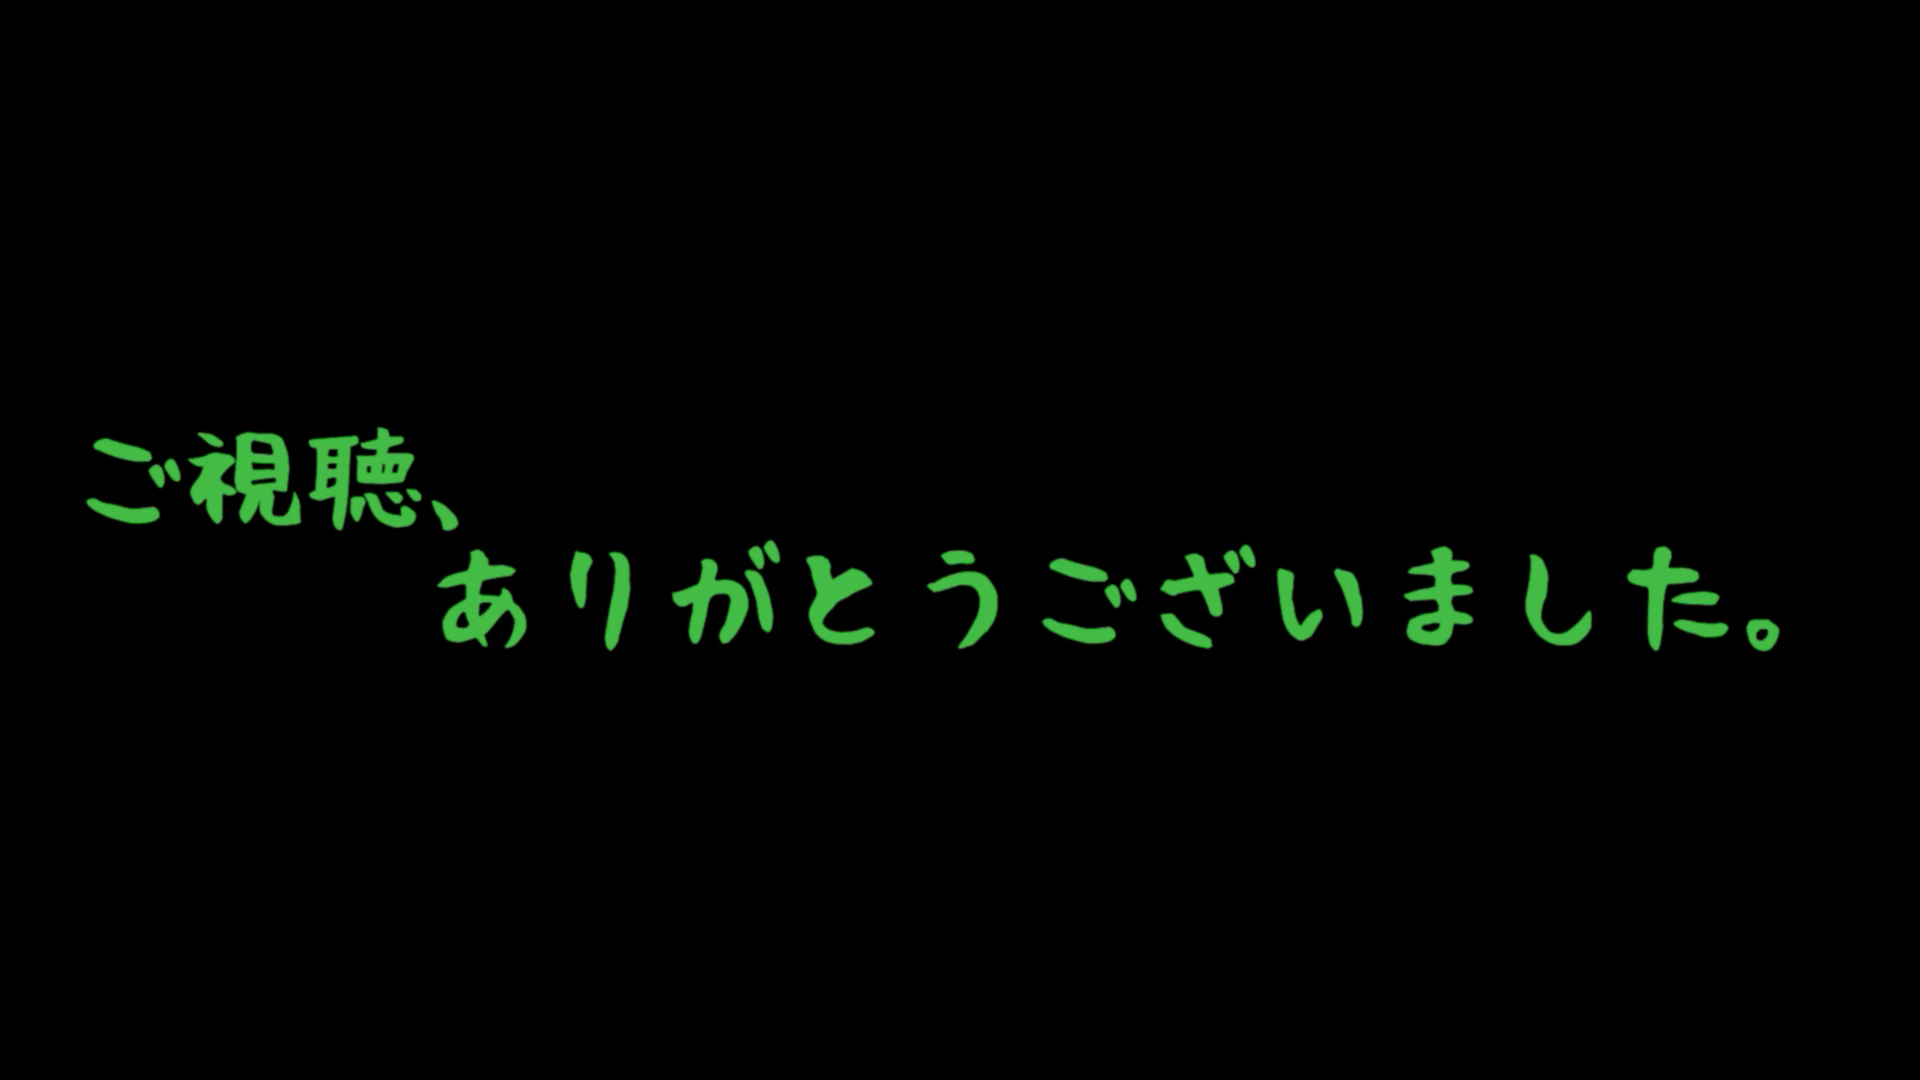 ご視聴、
ありがとうございました。